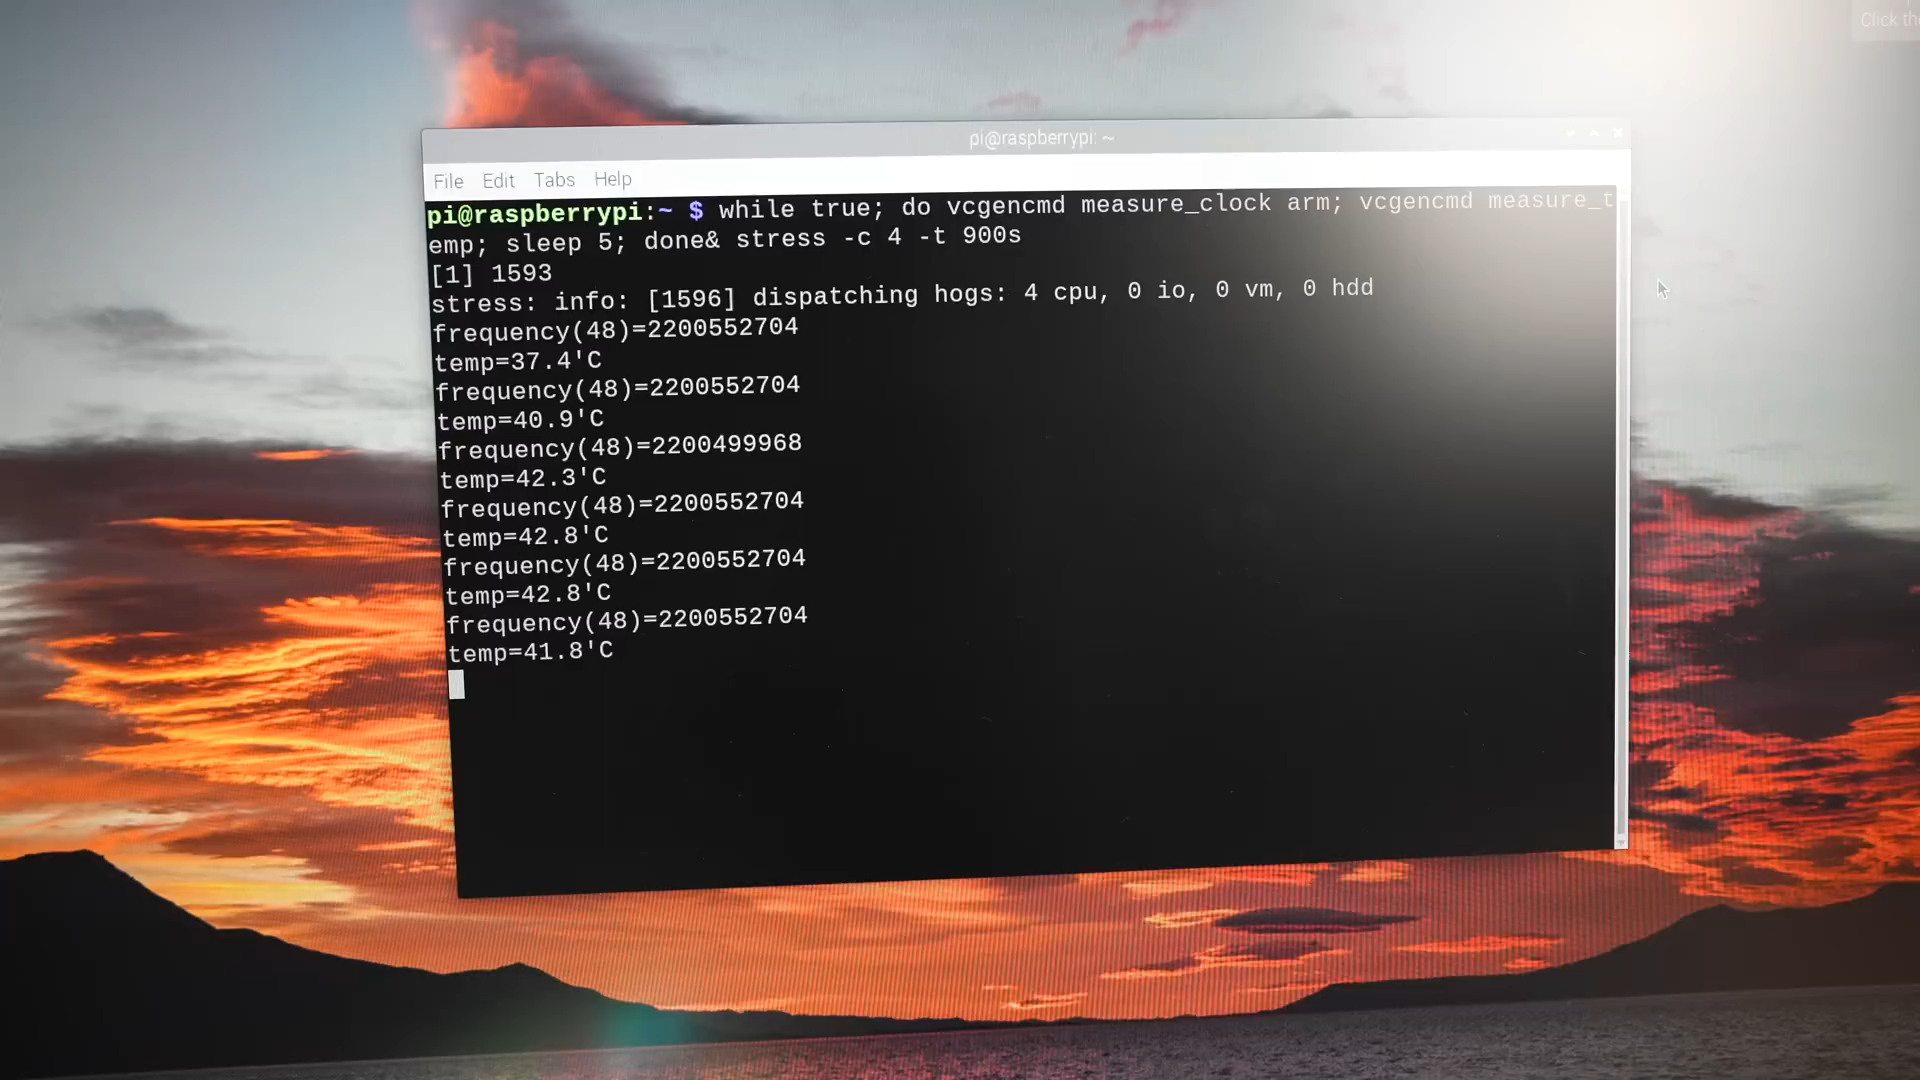 Click the
pi@raspberrypi: ~
File Edit Tabs Help
pi@raspberrypi:~ $ while true; do vcgencmd measure_clock arm; vcgencmd measure_t
emp; sleep 5; done& stress -c 4 -t 900s
[1] 1593
stress: info: [1596] dispatching hogs: 4 cpu, 0 io, 0 vm, 0 hdd
frequency(48)=2200552704
temp=37.4'C
frequency(48)=2200552704
temp=40.9'C
frequency(48)=2200499968
temp=42.3'C
frequency(48)=2200552704
temp=42.8'C
frequency(48)=2200552704
temp=42.8'C
frequency(48)=2200552704
temp=41.8'C